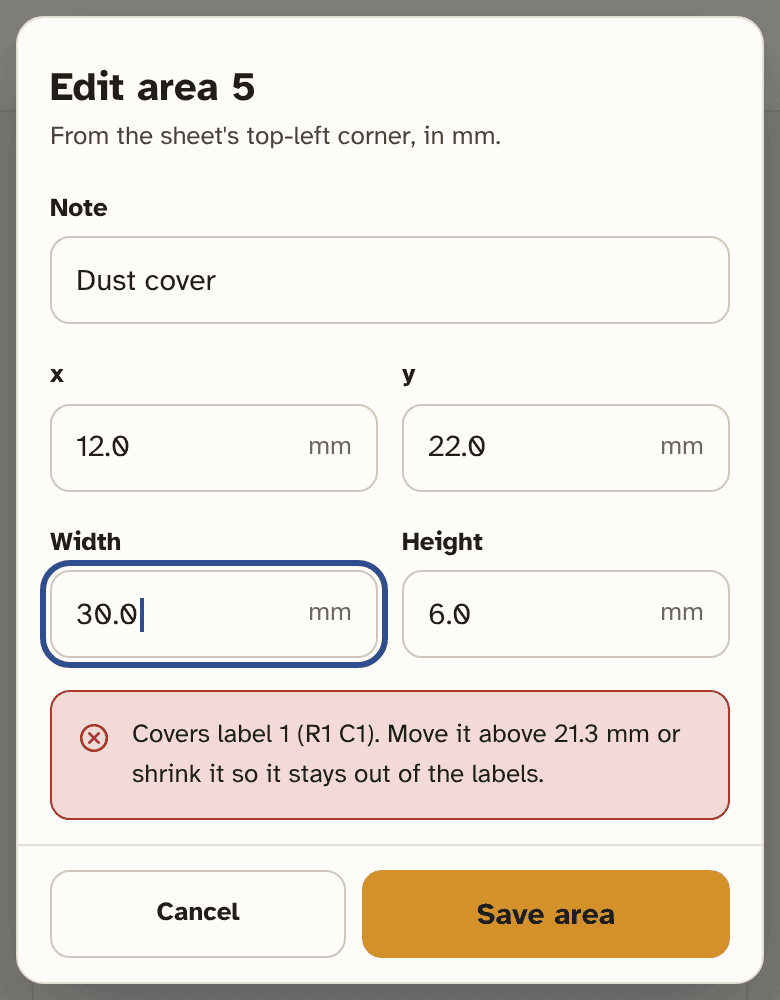 Edit area 5
From the sheet's top-left corner, in mm.
Note
Dust cover
x y
12.0 mm 22.0 mm
Width Height
30.0 mm 6.0 mm
Covers label 1 (R1 C1). Move it above 21.3 mm or
shrink it so it stays out of the labels.
Cancel Save area